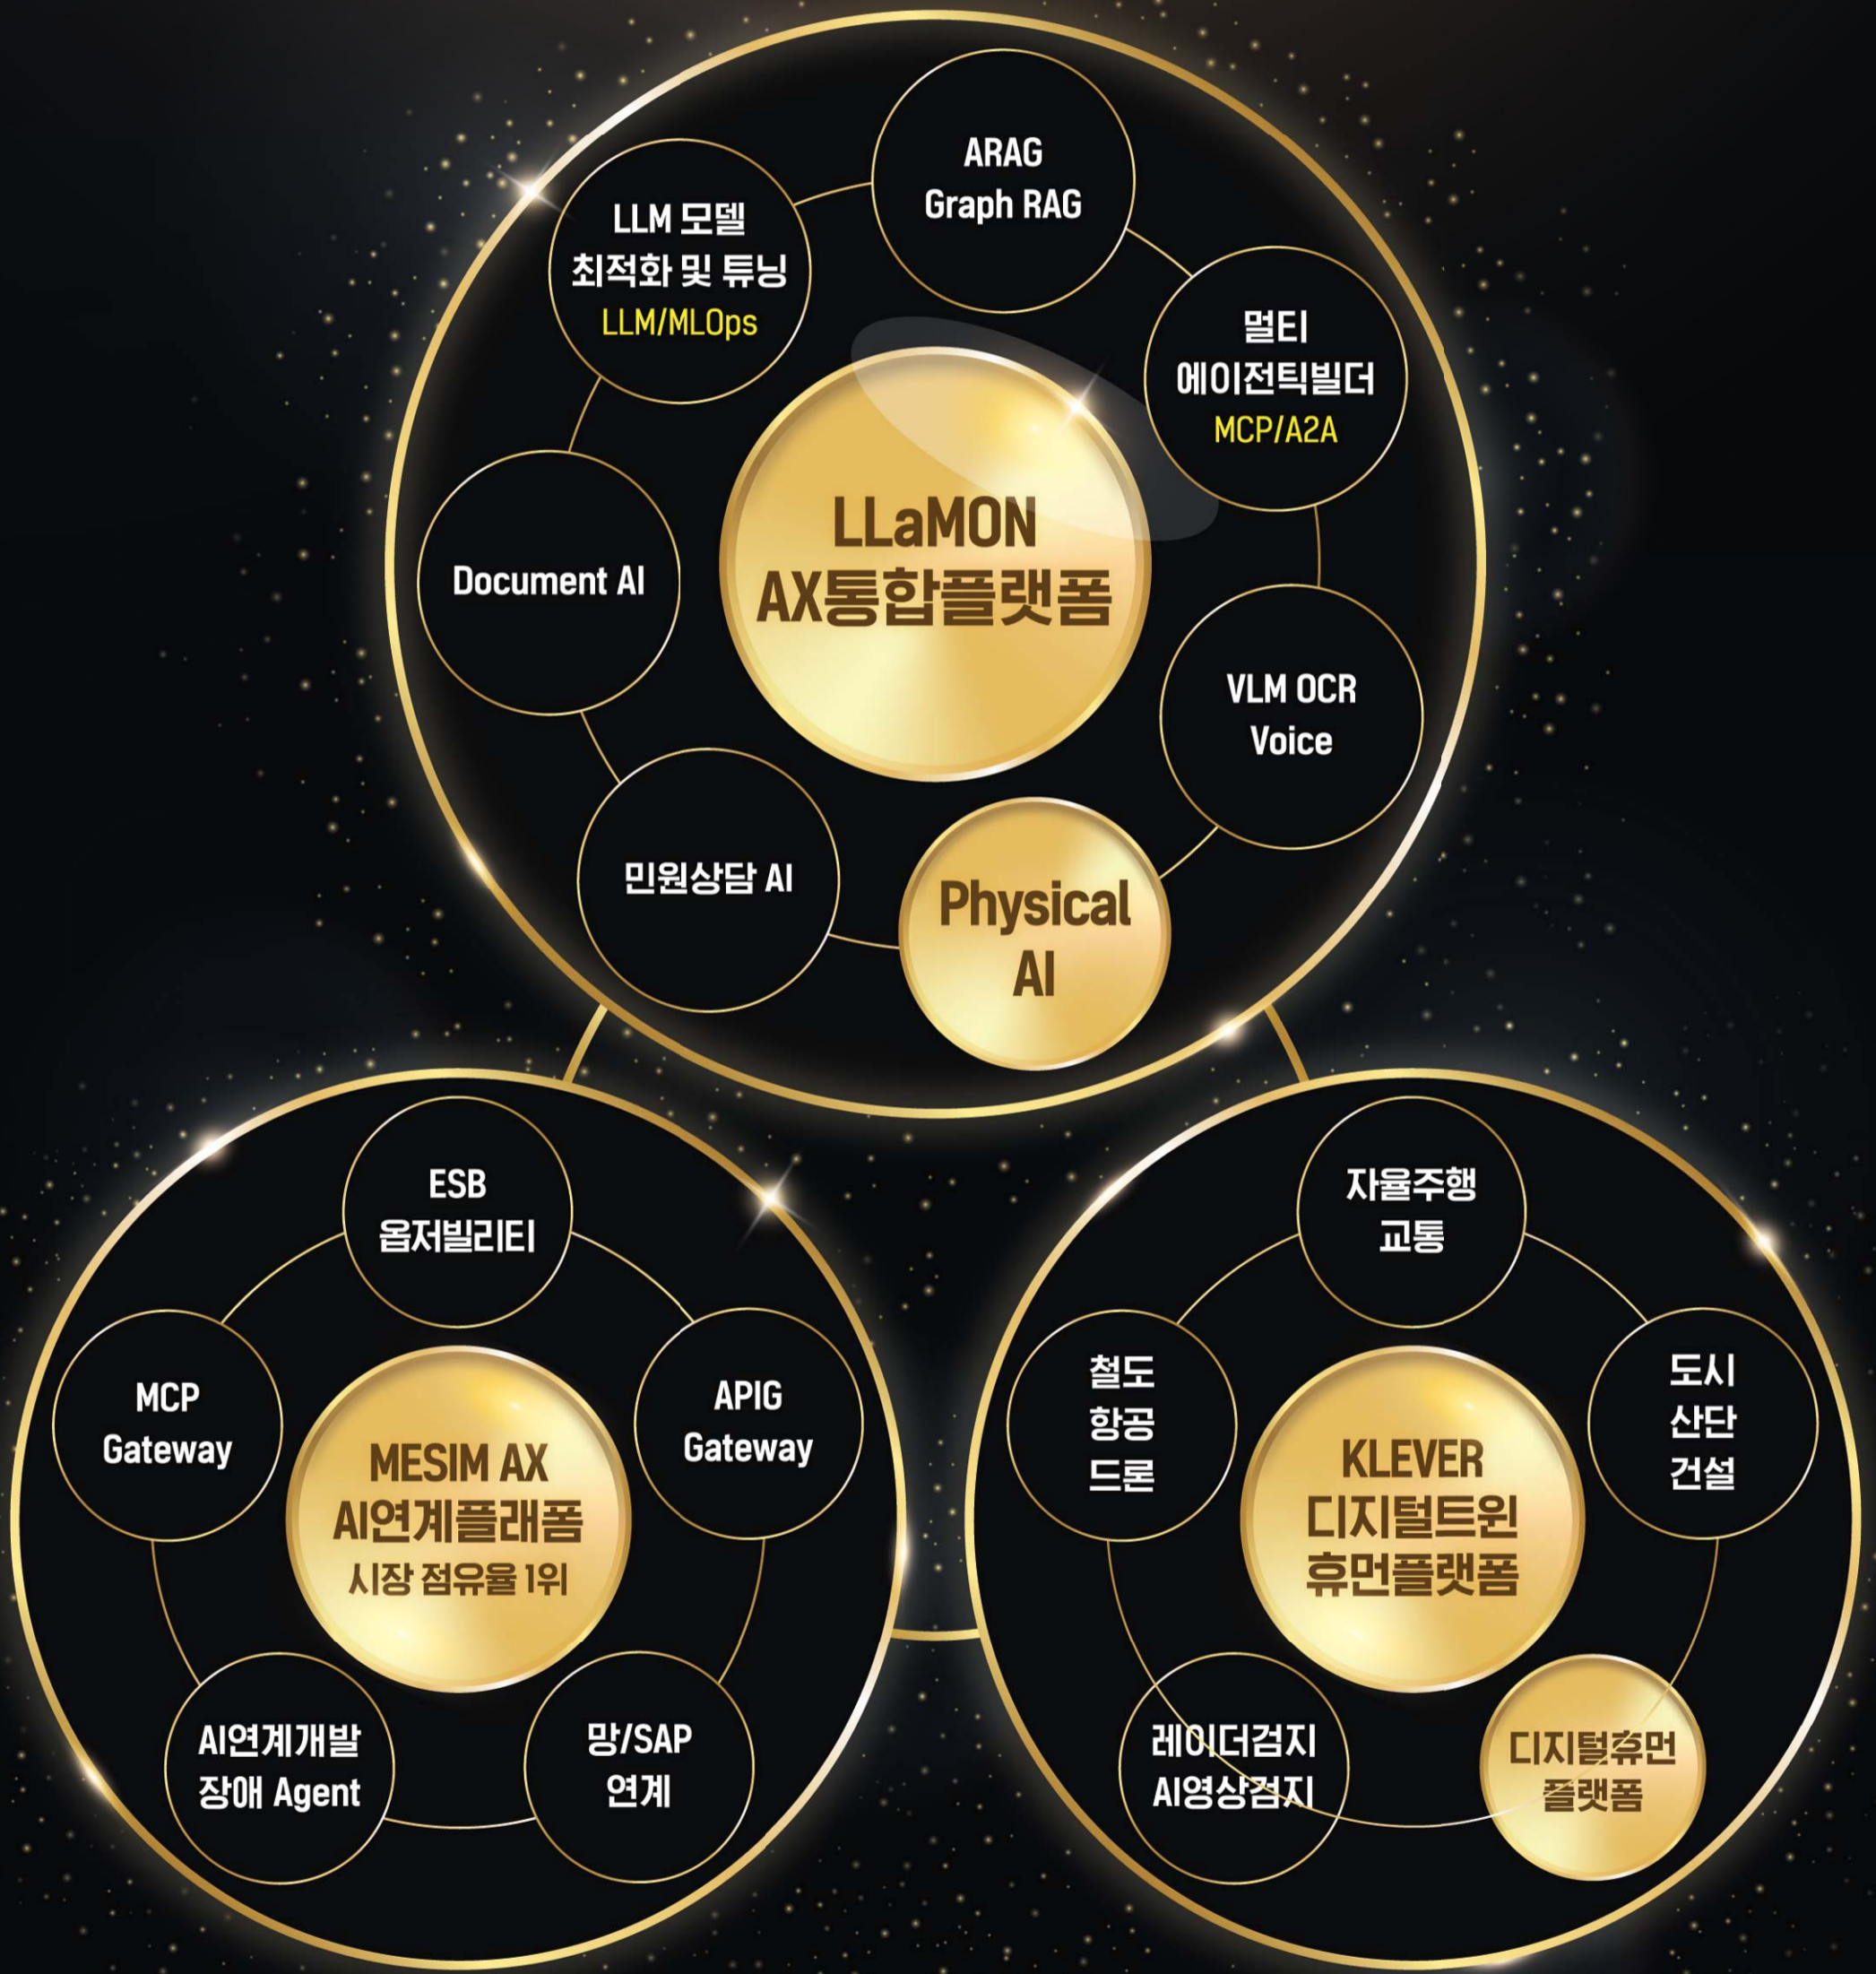 ARAG
Graph RAG
LLM 모델
최적화 및 튜닝
LLM/MLOps
멀티
에이전틱빌더
MCP/A2A
LLaMON
AX통합플랫폼
Document AI
VLM OCR
Voice
민원상담 AI
Physical
AI
ESB
옵저빌리티
MCP
Gateway
APIG
Gateway
MESIM AX
AI연계플래폼
시장 점유율 1위
AI연계개발
장애 Agent
망/SAP
연계
자율주행
교통
철도
항공
드론
도시
산단
건설
KLEVER
디지털트윈
휴먼플랫폼
레이더검지
AI영상검지
디지털휴먼
플랫폼